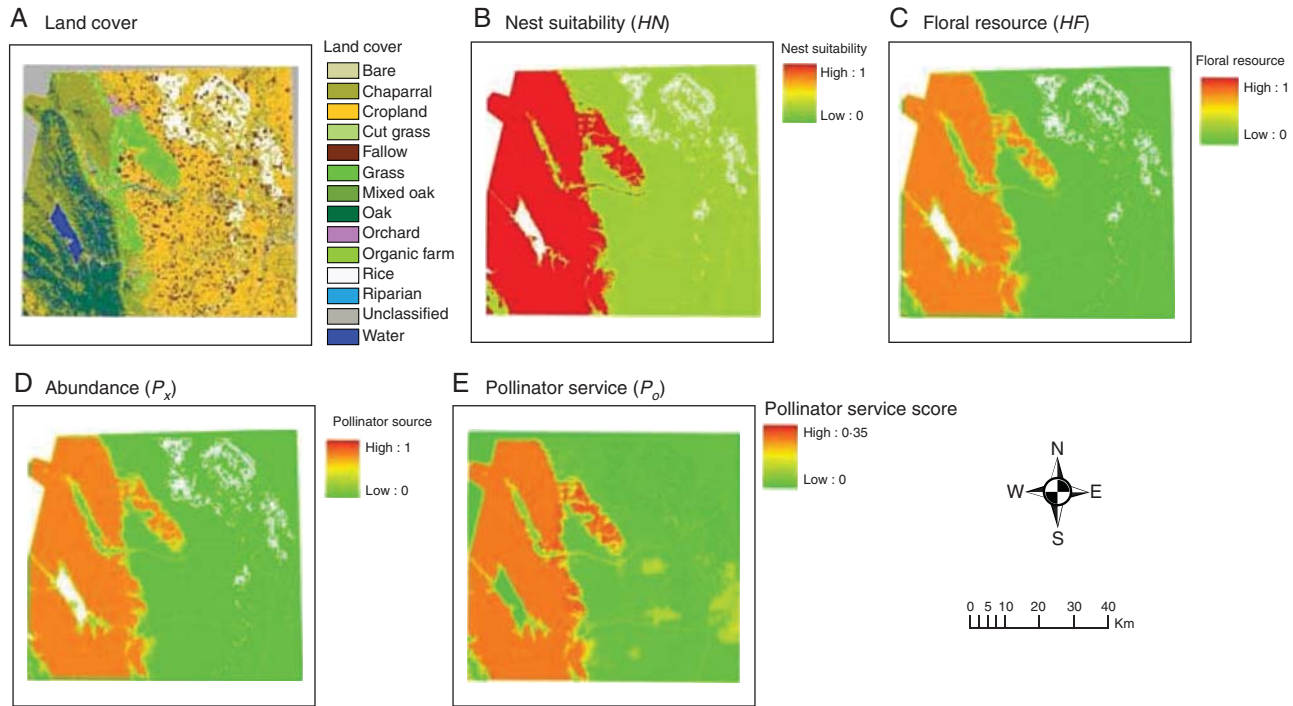 A Land cover
Land cover
Bare
Chaparral
Cropland
Cut grass
Fallow
Grass
Mixed oak
Oak
Orchard
Organic farm
Rice
Riparian
Unclassified
Water
B Nest suitability (HN)
Nest suitability
High : 1
Low : 0
C Floral resource (HF)
Floral resource
High : 1
Low : 0
D Abundance (Px)
Pollinator source
High : 1
Low : 0
E Pollinator service (Po)
Pollinator service score
High : 0·35
Low : 0
N
W E
S
0 5 10 20 30 40
Km